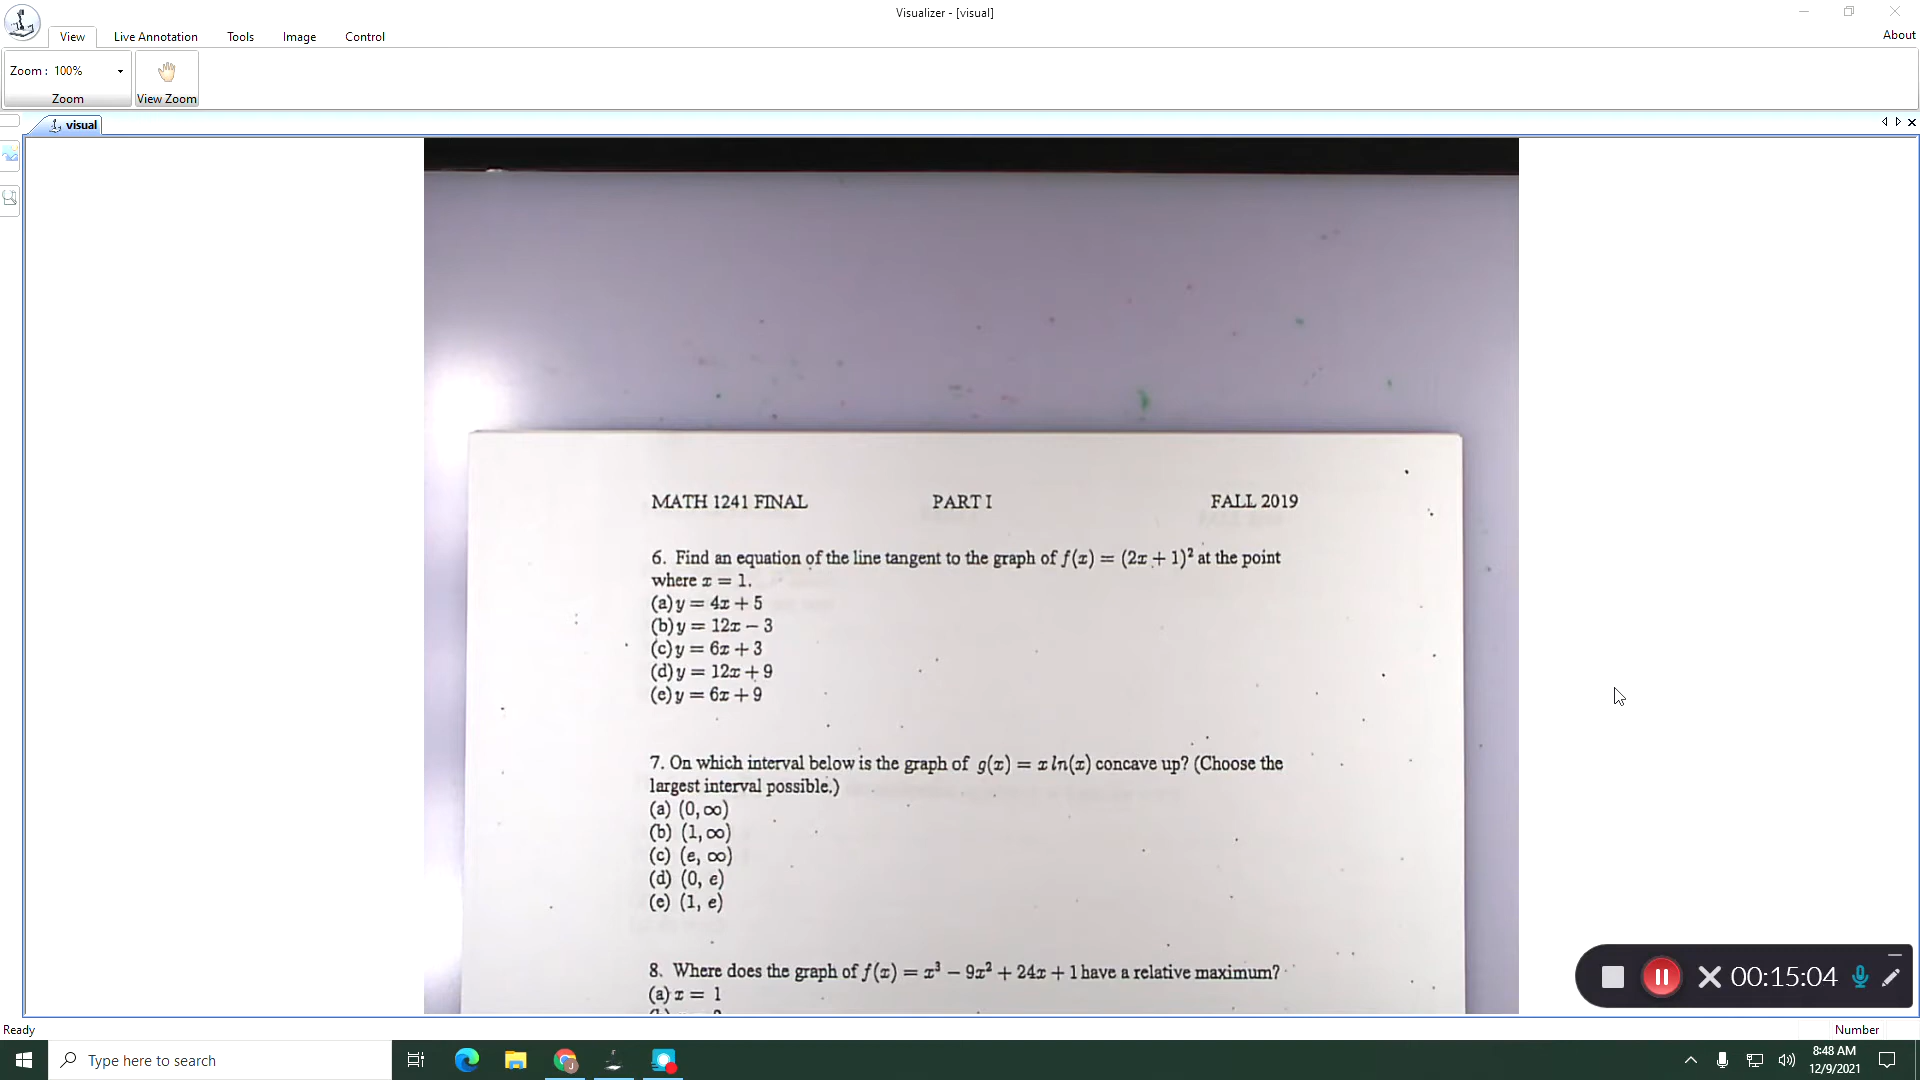 Visualizer - [visual]
View Live Annotation Tools Image Control About
Zoom : 100%
Zoom View Zoom
visual
MATH 1241 FINAL PART I FALL 2019
6. Find an equation of the line tangent to the graph of f(x) = (2x + 1)² at the point
where x = 1.
(a) y = 4x + 5
(b) y = 12x − 3
(c) y = 6x + 3
(d) y = 12x + 9
(e) y = 6x + 9
7. On which interval below is the graph of g(x) = x ln(x) concave up? (Choose the
largest interval possible.)
(a) (0, ∞)
(b) (1, ∞)
(c) (e, ∞)
(d) (0, e)
(e) (1, e)
8. Where does the graph of f(x) = x³ − 9x² + 24x + 1 have a relative maximum?
(a) x = 1
00:15:04
Ready Number
Type here to search
8:48 AM
12/9/2021